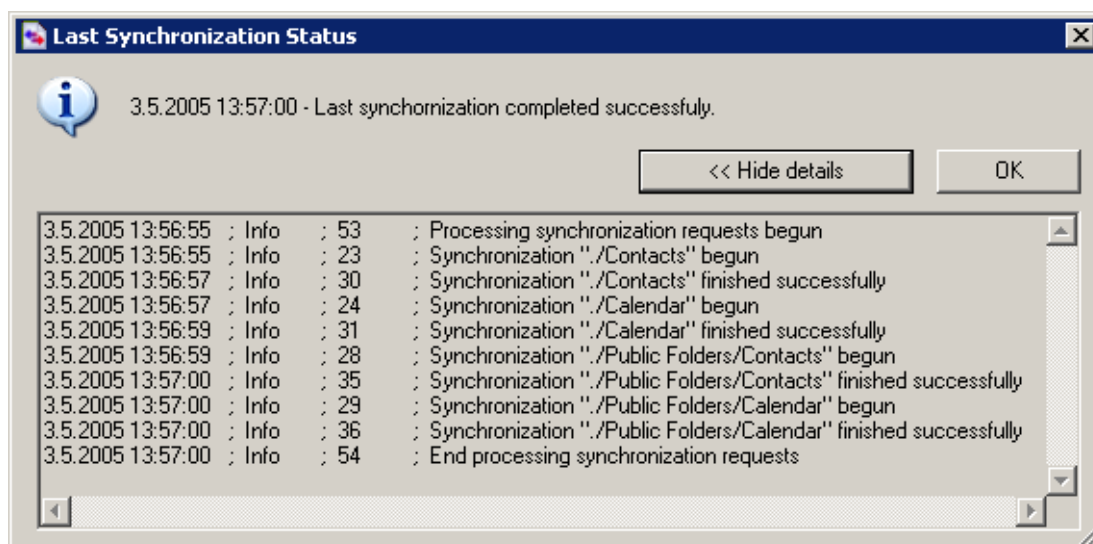 Last Synchronization Status
3.5.2005 13:57:00 - Last synchornization completed successfuly.
<< Hide details
OK
3.5.2005 13:56:55 ; Info ; 53 ; Processing synchronization requests begun
3.5.2005 13:56:55 ; Info ; 23 ; Synchronization "./Contacts" begun
3.5.2005 13:56:57 ; Info ; 30 ; Synchronization "./Contacts" finished successfully
3.5.2005 13:56:57 ; Info ; 24 ; Synchronization "./Calendar" begun
3.5.2005 13:56:59 ; Info ; 31 ; Synchronization "./Calendar" finished successfully
3.5.2005 13:56:59 ; Info ; 28 ; Synchronization "./Public Folders/Contacts" begun
3.5.2005 13:57:00 ; Info ; 35 ; Synchronization "./Public Folders/Contacts" finished successfully
3.5.2005 13:57:00 ; Info ; 29 ; Synchronization "./Public Folders/Calendar" begun
3.5.2005 13:57:00 ; Info ; 36 ; Synchronization "./Public Folders/Calendar" finished successfully
3.5.2005 13:57:00 ; Info ; 54 ; End processing synchronization requests